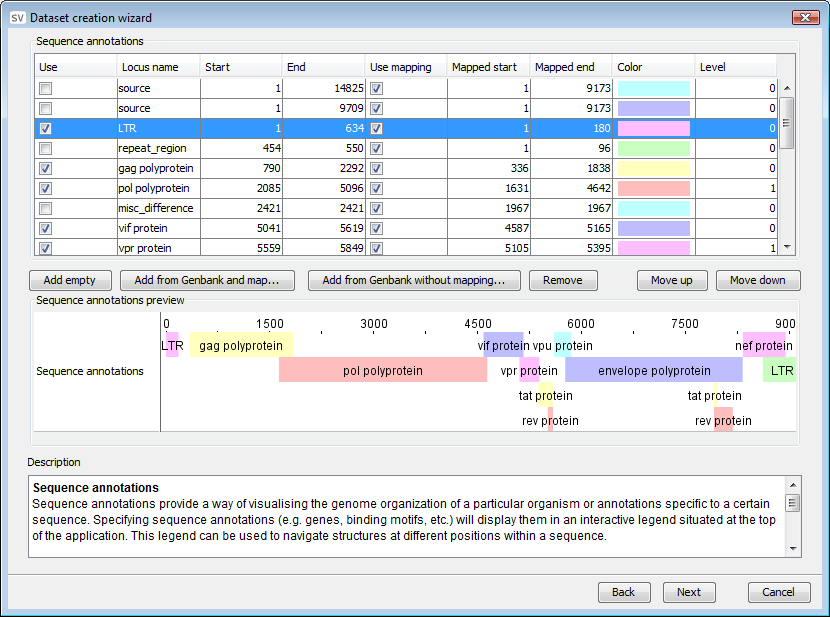 SV Dataset creation wizard
Sequence annotations
Use Locus name Start End Use mapping Mapped start Mapped end Color Level
source 1 14825 1 9173 0
source 1 9709 1 9173 0
LTR 1 634 1 180 0
repeat_region 454 550 1 96 0
gag polyprotein 790 2292 336 1838 0
pol polyprotein 2085 5096 1631 4642 1
misc_difference 2421 2421 1967 1967 0
vif protein 5041 5619 4587 5165 0
vpr protein 5559 5849 5105 5395 1
Add empty Add from Genbank and map... Add from Genbank without mapping... Remove Move up Move down
Sequence annotations preview
0 1500 3000 4500 6000 7500 900
LTR gag polyprotein vif protein vpu protein nef protein
Sequence annotations pol polyprotein vpr protein envelope polyprotein LTR
tat protein tat protein
rev protein rev protein
Description
Sequence annotations
Sequence annotations provide a way of visualising the genome organization of a particular organism or annotations specific to a certain
sequence. Specifying sequence annotations (e.g. genes, binding motifs, etc.) will display them in an interactive legend situated at the top
of the application. This legend can be used to navigate structures at different positions within a sequence.
Back Next Cancel